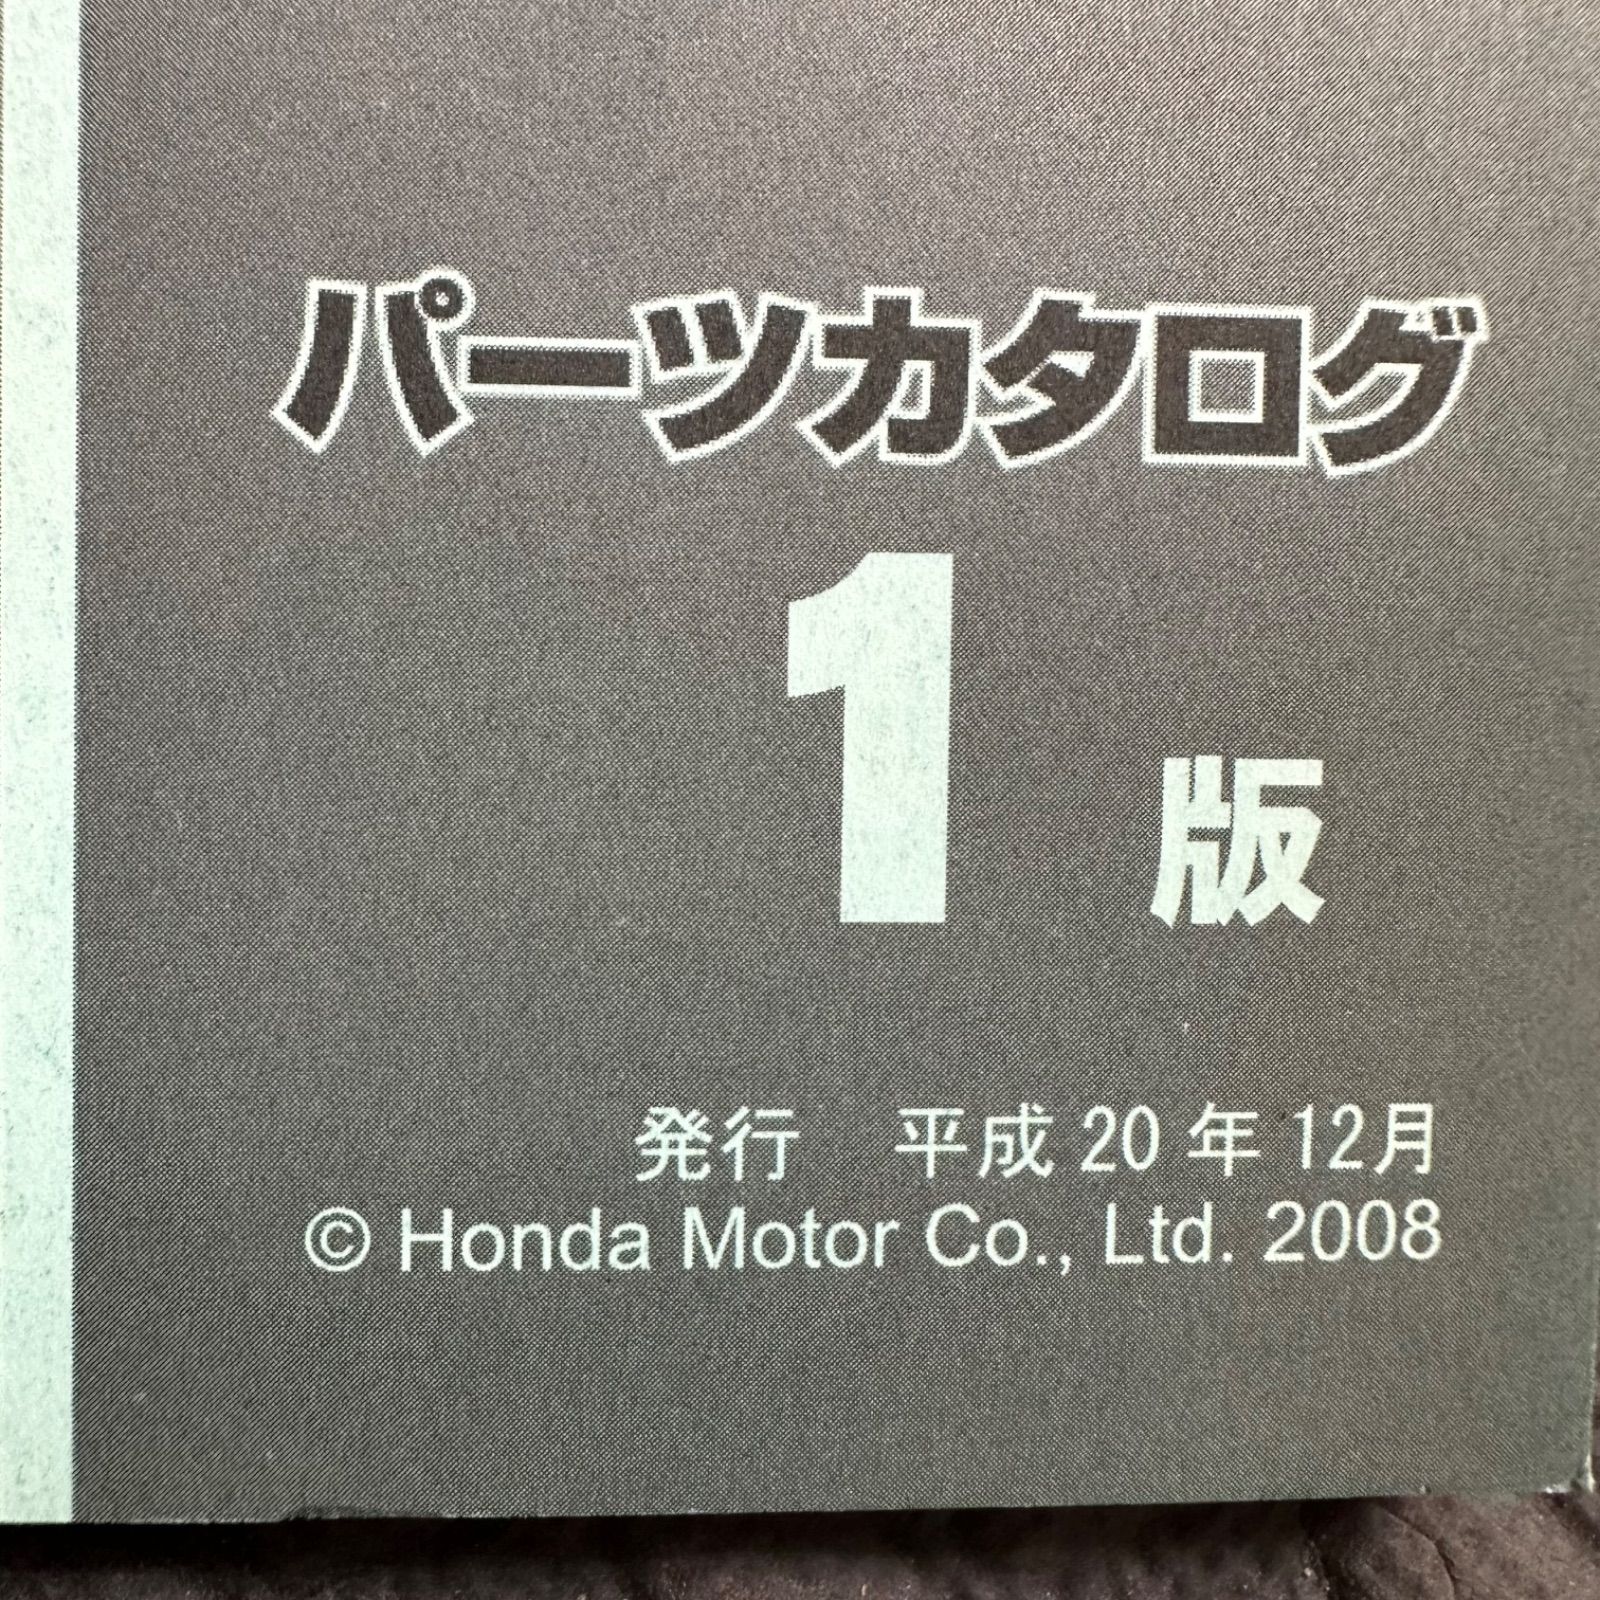 パーツカタログ
1 版
発行　平成 20 年 12月
© Honda Motor Co., Ltd. 2008